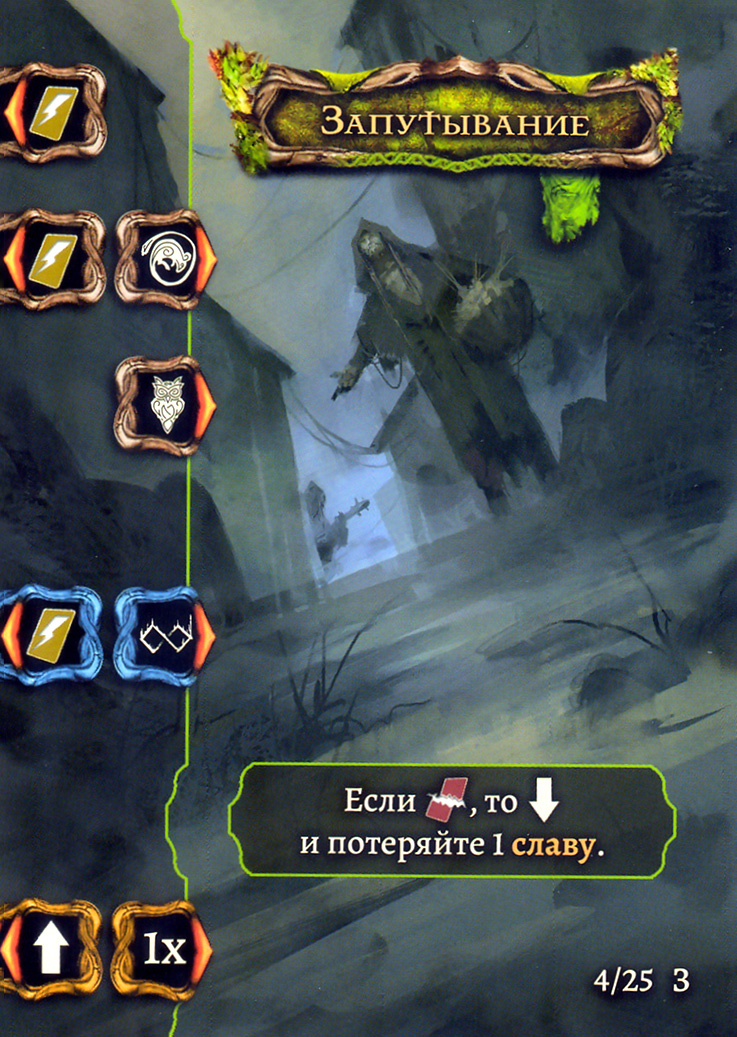 Запутывание
Если , то
и потеряйте 1 славу.
1x
4/25 3